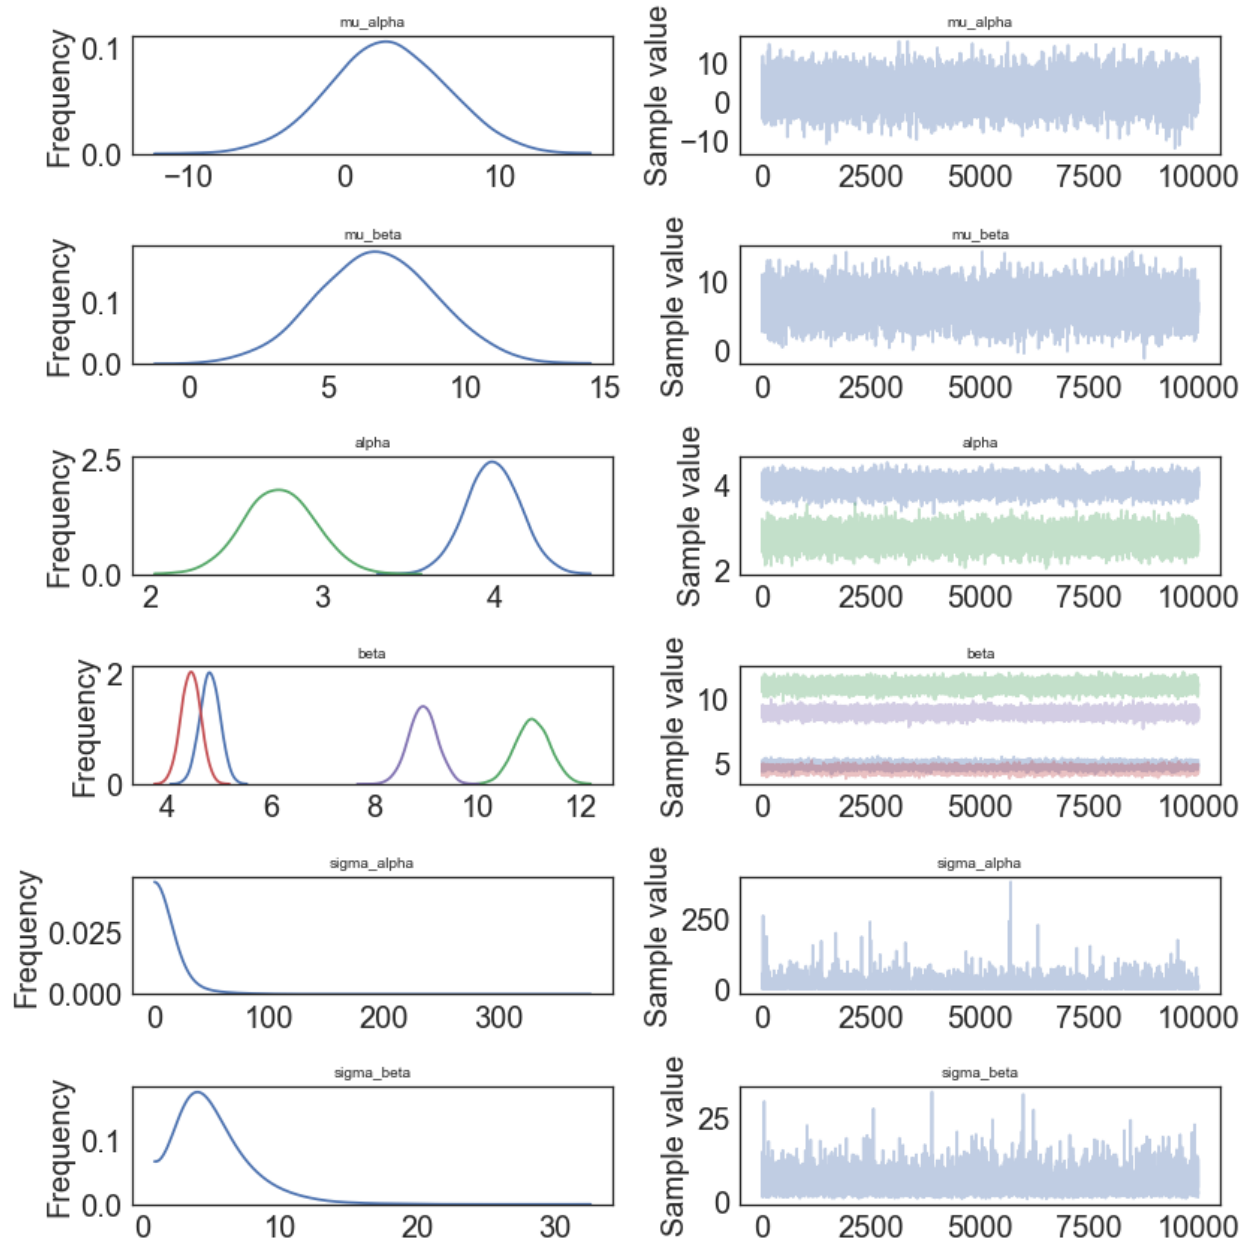 mu_alpha
Frequency
0.1
0.0
−10 0 10
mu_alpha
Sample value
10
0
−10
0 2500 5000 7500 10000
mu_beta
Frequency
0.1
0.0
0 5 10 15
mu_beta
Sample value
10
0
0 2500 5000 7500 10000
alpha
Frequency
2.5
0.0
2 3 4
alpha
Sample value
4
2
0 2500 5000 7500 10000
beta
Frequency
2
0
4 6 8 10 12
beta
Sample value
10
5
0 2500 5000 7500 10000
sigma_alpha
Frequency
0.025
0.000
0 100 200 300
sigma_alpha
Sample value
250
0
0 2500 5000 7500 10000
sigma_beta
Frequency
0.1
0.0
0 10 20 30
sigma_beta
Sample value
25
0
0 2500 5000 7500 10000